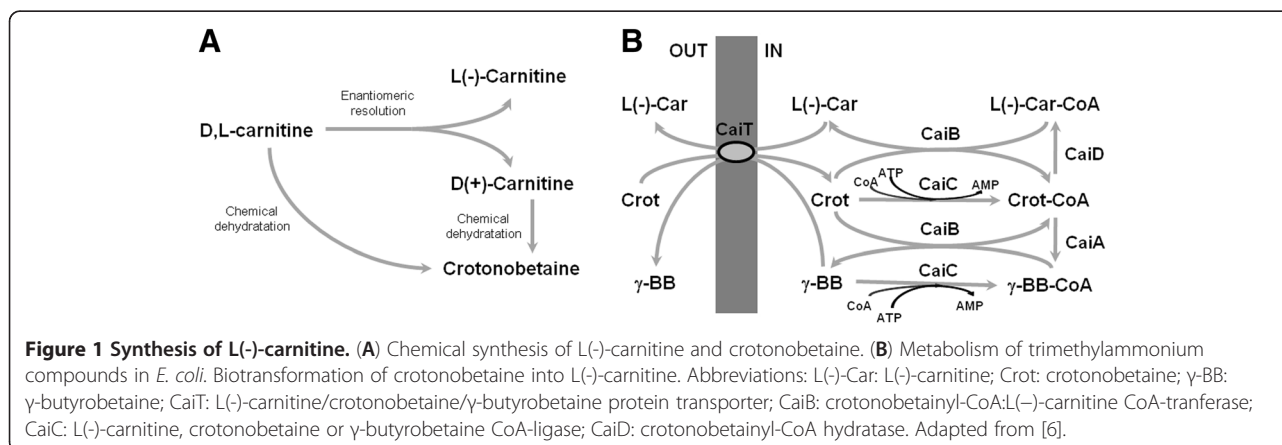 A
L(-)-Carnitine
Enantiomeric
resolution
D,L-carnitine
D(+)-Carnitine
Chemical
dehydratation
Chemical
dehydratation
Crotonobetaine
B
OUT IN
L(-)-Car L(-)-Car L(-)-Car-CoA
CaiT CaiB
CaiD
CoA ATP CaiC AMP
Crot Crot Crot-CoA
CaiB
CaiA
CaiC
γ-BB γ-BB γ-BB-CoA
CoA AMP
ATP
Figure 1 Synthesis of L(-)-carnitine. (A) Chemical synthesis of L(-)-carnitine and crotonobetaine. (B) Metabolism of trimethylammonium
compounds in E. coli. Biotransformation of crotonobetaine into L(-)-carnitine. Abbreviations: L(-)-Car: L(-)-carnitine; Crot: crotonobetaine; γ-BB:
γ-butyrobetaine; CaiT: L(-)-carnitine/crotonobetaine/γ-butyrobetaine protein transporter; CaiB: crotonobetainyl-CoA:L(−)-carnitine CoA-tranferase;
CaiC: L(-)-carnitine, crotonobetaine or γ-butyrobetaine CoA-ligase; CaiD: crotonobetainyl-CoA hydratase. Adapted from [6].